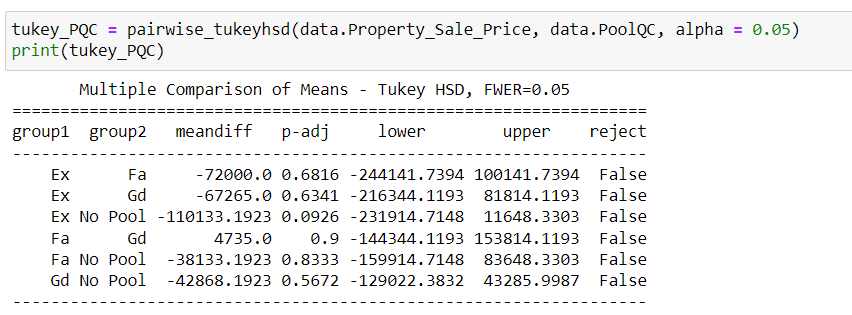 tukey_PQC = pairwise_tukeyhsd(data.Property_Sale_Price, data.PoolQC, alpha = 0.05)
print(tukey_PQC)
Multiple Comparison of Means - Tukey HSD, FWER=0.05
==================================================================
group1 group2 meandiff p-adj lower upper reject
------------------------------------------------------------------
Ex Fa -72000.0 0.6816 -244141.7394 100141.7394 False
Ex Gd -67265.0 0.6341 -216344.1193 81814.1193 False
Ex No Pool -110133.1923 0.0926 -231914.7148 11648.3303 False
Fa Gd 4735.0 0.9 -144344.1193 153814.1193 False
Fa No Pool -38133.1923 0.8333 -159914.7148 83648.3303 False
Gd No Pool -42868.1923 0.5672 -129022.3832 43285.9987 False
------------------------------------------------------------------